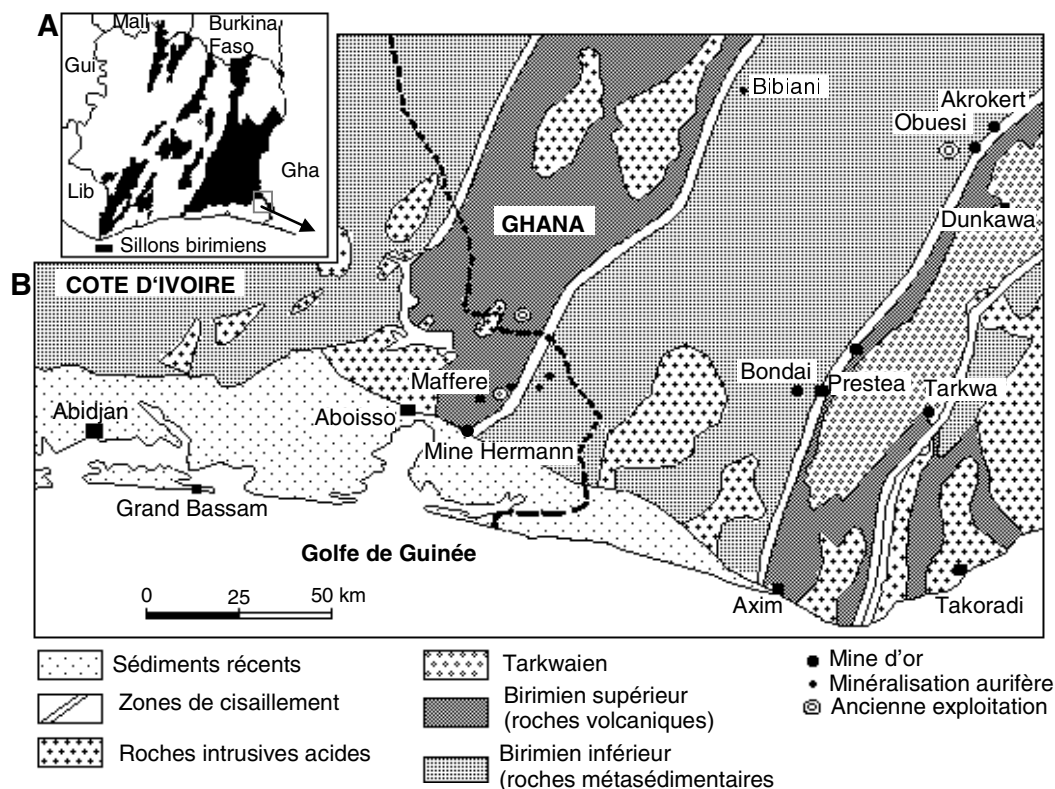 A
Mali
Burkina
Faso
Gui
Gha
Lib
Sillons birimiens
B
COTE D'IVOIRE
GHANA
Bibiani
Akrokert
Obuesi
Dunkawa
Maffere
Bondai
Prestea
Tarkwa
Abidjan
Aboisso
Mine Hermann
Grand Bassam
Golfe de Guinée
0 25 50 km
Axim
Takoradi
Sédiments récents
Zones de cisaillement
Roches intrusives acides
Tarkwaien
Birimien supérieur
(roches volcaniques)
Birimien inférieur
(roches métasédimentaires
Mine d'or
Minéralisation aurifère
Ancienne exploitation